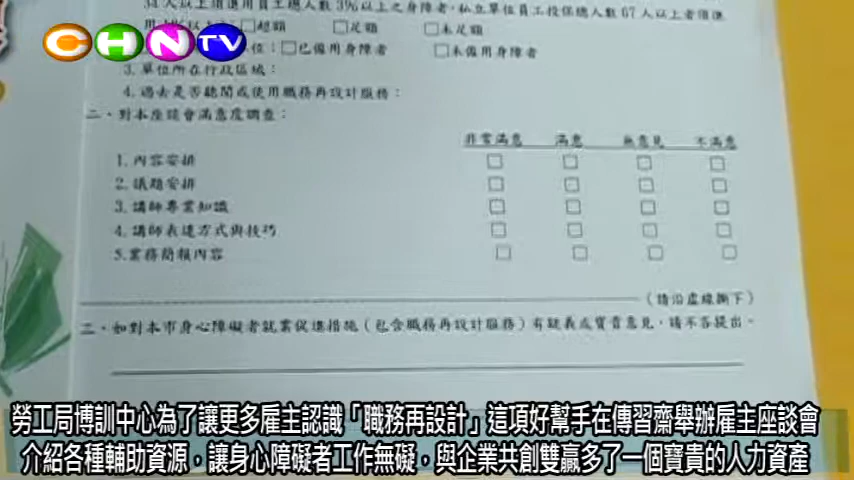 34人以上須進用員工總人數3%以上之身障者，私立單位員工投保總人數67人以上者須進
用1%以上） □超額 □足額 □未足額
位：□已僱用身障者 □未僱用身障者
CHNTV
3. 單位所在行政區域：
4. 過去是否聽聞或使用職務再設計服務：
二、對本座談會滿意度調查：
非常滿意 滿意 無意見 不滿意
1. 內容安排 □ □ □ □
2. 議題安排 □ □ □ □
3. 講師專業知識 □ □ □ □
4. 講師表達方式與技巧 □ □ □ □
5. 業務簡報內容 □ □ □ □
（請沿虛線撕下）
三、如對本市身心障礙者就業促進措施（包含職務再設計服務）有疑義或寶貴意見，請不吝提出。
勞工局博訓中心為了讓更多雇主認識「職務再設計」這項好幫手在傳習齋舉辦雇主座談會
介紹各種輔助資源，讓身心障礙者工作無礙，與企業共創雙贏多了一個寶貴的人力資產